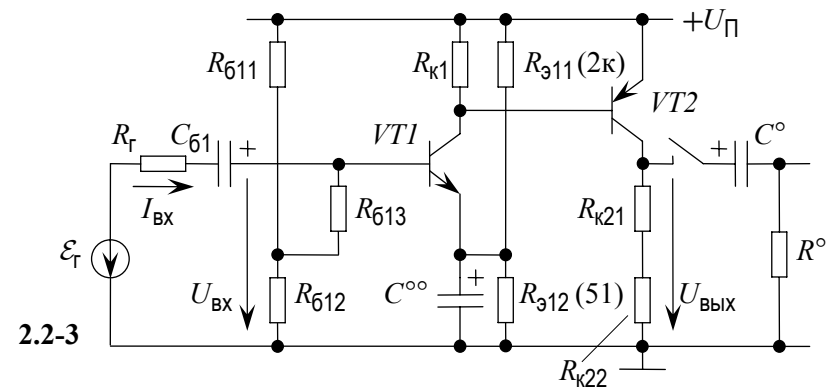 +U_П
R_б11
R_к1
R_э11 (2к)
VT2
R_г
C_б1
+
VT1
+
C°
I_вх
R_б13
R_к21
ℰ_г
R°
U_вх
R_б12
C°°
+
R_э12 (51)
U_вых
2.2-3
R_к22